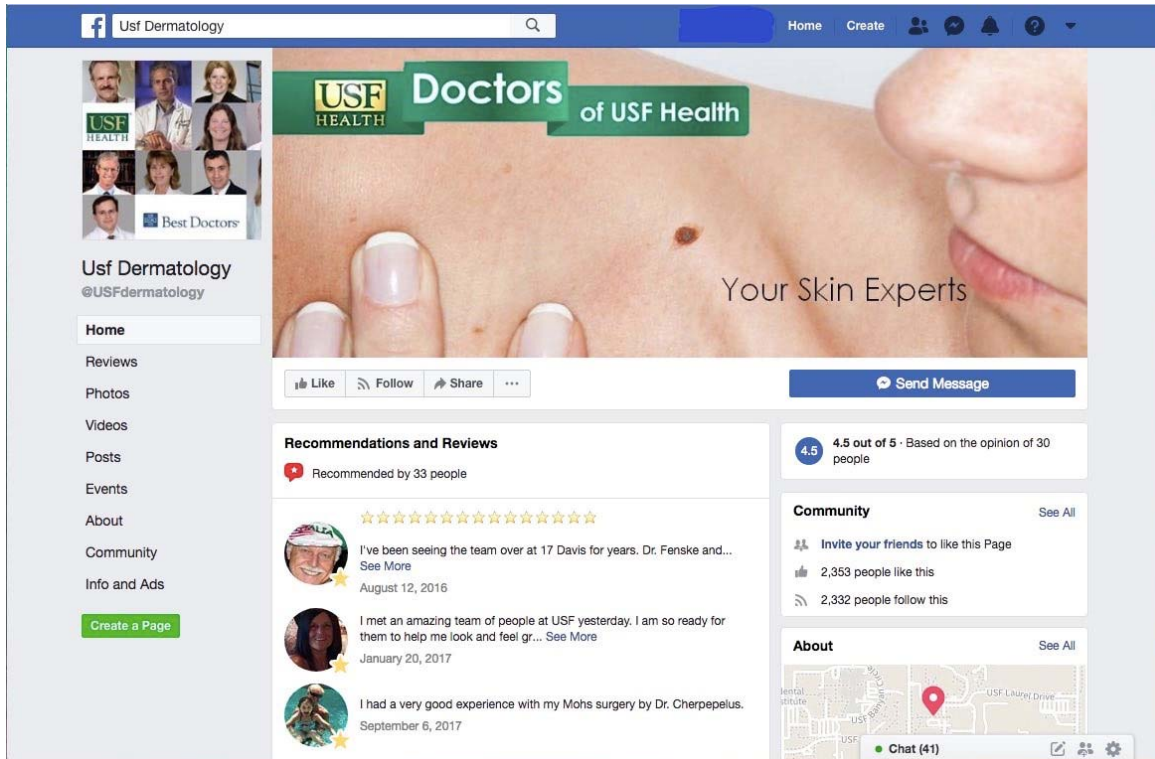 Usf Dermatology
Home
Create
USF
HEALTH
Best Doctors
Usf Dermatology
@USFdermatology
Home
Reviews
Photos
Videos
Posts
Events
About
Community
Info and Ads
Create a Page
USF
HEALTH
Doctors
of USF Health
Your Skin Experts
Like
Follow
Share
...
Send Message
Recommendations and Reviews
Recommended by 33 people
I've been seeing the team over at 17 Davis for years. Dr. Fenske and...
See More
August 12, 2016
I met an amazing team of people at USF yesterday. I am so ready for
them to help me look and feel gr... See More
January 20, 2017
I had a very good experience with my Mohs surgery by Dr. Cherpepelus.
September 6, 2017
4.5
4.5 out of 5 · Based on the opinion of 30
people
Community
See All
Invite your friends to like this Page
2,353 people like this
2,332 people follow this
About
See All
USF Laurel Drive
USF
USF
Chat (41)